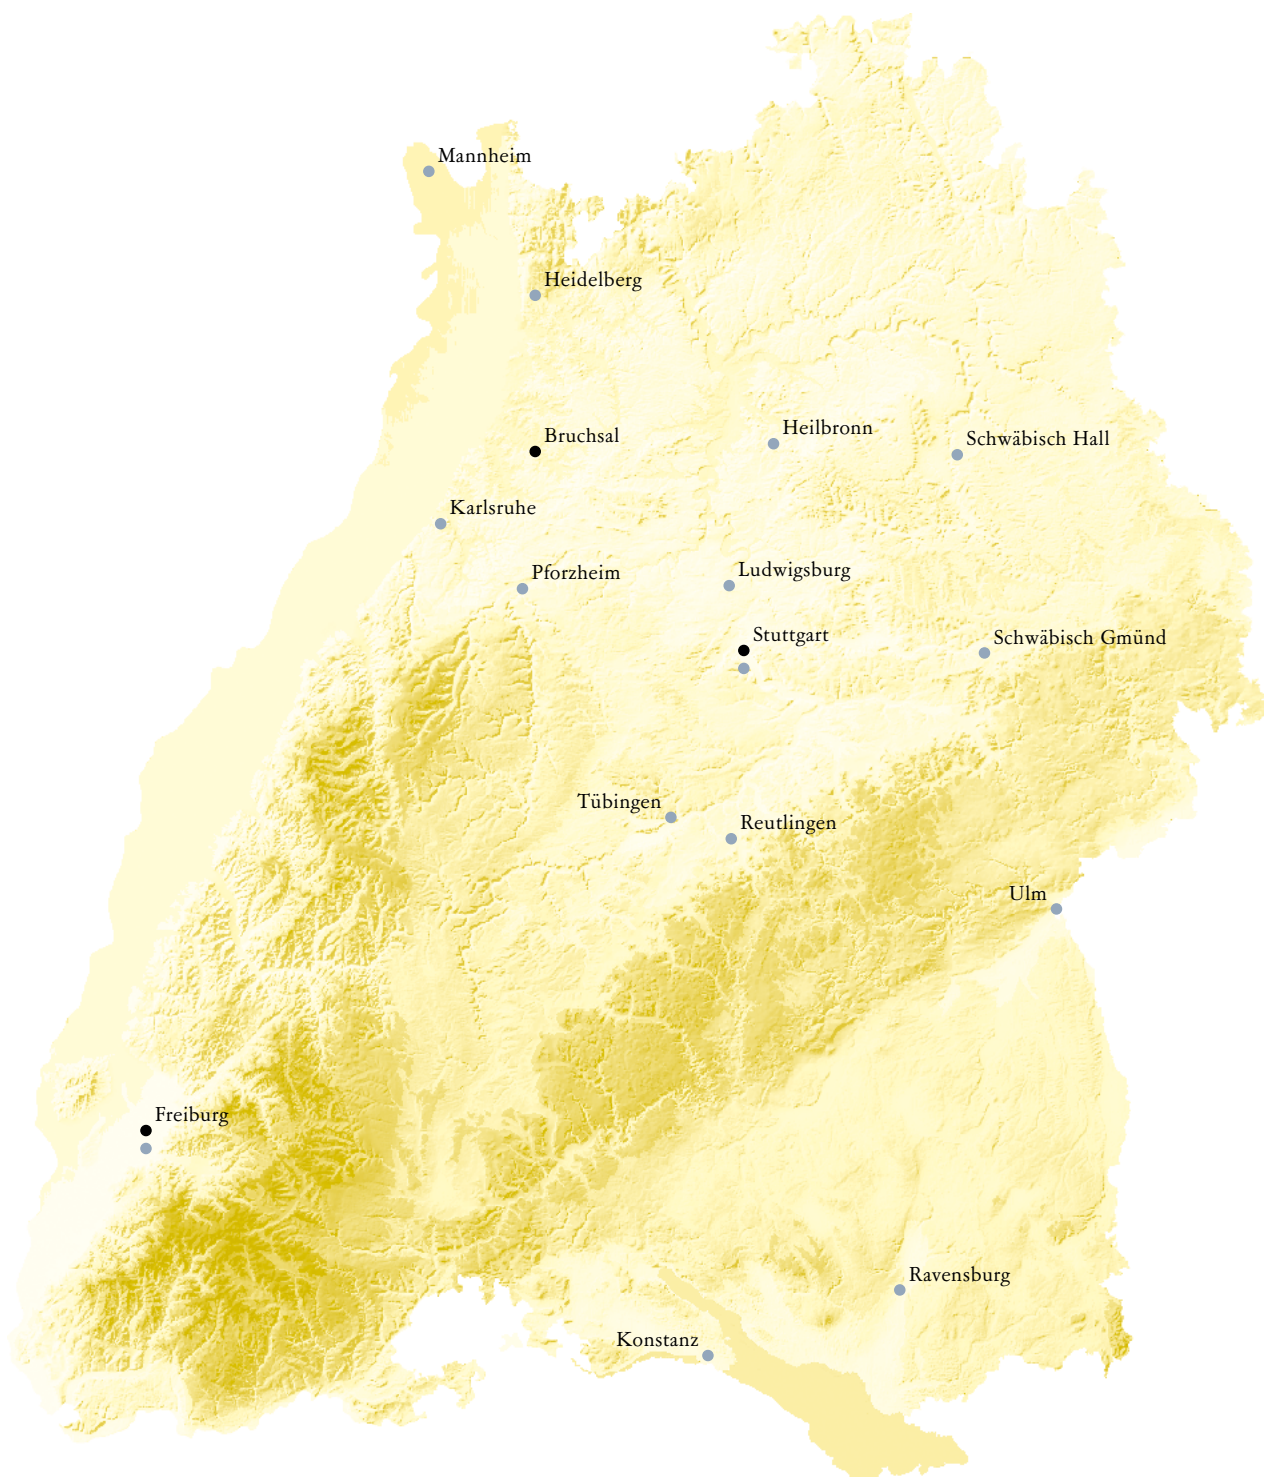 Mannheim
Heidelberg
Heilbronn
Bruchsal
Schwäbisch Hall
Karlsruhe
Ludwigsburg
Pforzheim
Stuttgart
Schwäbisch Gmünd
Tübingen
Reutlingen
Ulm
Freiburg
Ravensburg
Konstanz